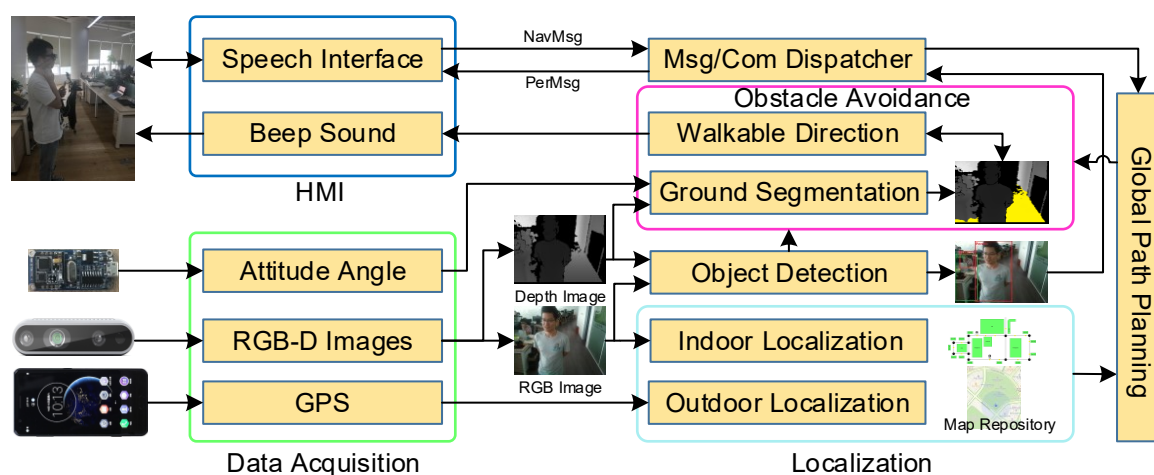 NavMsg
Speech Interface
Msg/Com Dispatcher
PerMsg
Obstacle Avoidance
Beep Sound
Walkable Direction
HMI
Ground Segmentation
Global Path Planning
Attitude Angle
Object Detection
Depth Image
RGB-D Images
Indoor Localization
RGB Image
GPS
Outdoor Localization
Map Repository
Data Acquisition
Localization
10:13